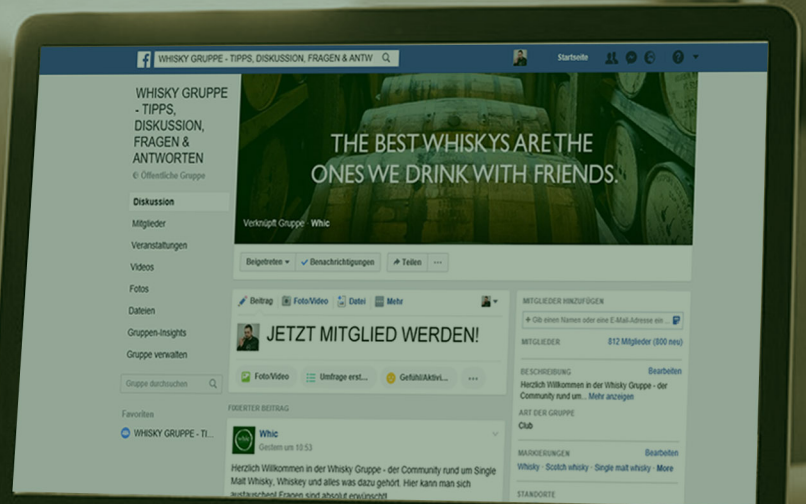 WHISKY GRUPPE - TIPPS, DISKUSSION, FRAGEN & ANTW
Startseite
WHISKY GRUPPE
- TIPPS,
DISKUSSION,
FRAGEN &
ANTWORTEN
Öffentliche Gruppe
Diskussion
Mitglieder
Veranstaltungen
Videos
Fotos
Dateien
Gruppen-Insights
Gruppe verwalten
Gruppe durchsuchen
Favoriten
WHISKY GRUPPE - TI...
THE BEST WHISKYS ARE THE
ONES WE DRINK WITH FRIENDS.
Verknüpft Gruppe · Whic
Beigetreten Benachrichtigungen Teilen ...
Beitrag Foto/Video Datei Mehr
JETZT MITGLIED WERDEN!
Foto/Video Umfrage erst... Gefühl/Aktivi... ...
FIXIERTER BEITRAG
whic
Whic
Gestern um 10:53
Herzlich Willkommen in der Whisky Gruppe - der Community rund um Single
Malt Whisky, Whiskey und alles was dazu gehört. Hier kann man sich
austauschen! Fragen sind absolut erwünscht!
MITGLIEDER HINZUFÜGEN
+ Gib einen Namen oder eine E-Mail-Adresse ein ...
MITGLIEDER 812 Mitglieder (800 neu)
BESCHREIBUNG Bearbeiten
Herzlich Willkommen in der Whisky Gruppe - der
Community rund um... Mehr anzeigen
ART DER GRUPPE
Club
MARKIERUNGEN Bearbeiten
Whisky · Scotch whisky · Single malt whisky · More
STANDORTE